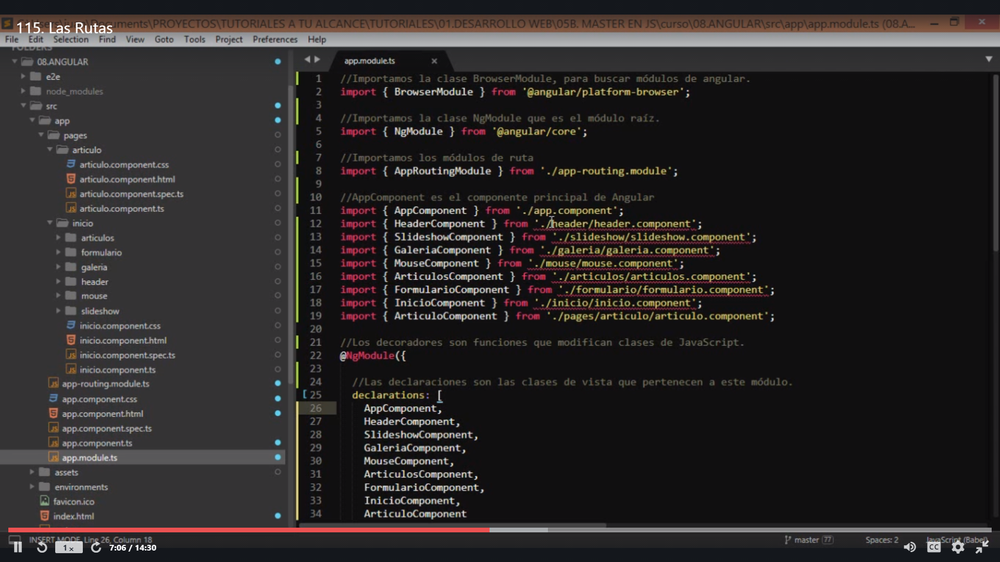 115. Las Rutas
\Documents\PROYECTOS\TUTORIALES A TU ALCANCE\TUTORIALES\01.DESARROLLO WEB\05B. MASTER EN JS\curso\08.ANGULAR\src\app\app.module.ts (08.A...
File Edit Selection Find View Goto Tools Project Preferences Help
FOLDERS
08.ANGULAR
e2e
node_modules
src
app
pages
articulo
articulo.component.css
articulo.component.html
articulo.component.spec.ts
articulo.component.ts
inicio
articulos
formulario
galeria
header
mouse
slideshow
inicio.component.css
inicio.component.html
inicio.component.spec.ts
inicio.component.ts
app-routing.module.ts
app.component.css
app.component.html
app.component.spec.ts
app.component.ts
app.module.ts
assets
environments
favicon.ico
index.html
app.module.ts
1 //Importamos la clase BrowserModule, para buscar módulos de angular.
2 import { BrowserModule } from '@angular/platform-browser';
3
4 //Importamos la clase NgModule que es el módulo raíz.
5 import { NgModule } from '@angular/core';
6
7 //Importamos los módulos de ruta
8 import { AppRoutingModule } from './app-routing.module';
9
10 //AppComponent es el componente principal de Angular
11 import { AppComponent } from './app.component';
12 import { HeaderComponent } from './header/header.component';
13 import { SlideshowComponent } from './slideshow/slideshow.component';
14 import { GaleriaComponent } from './galeria/galeria.component';
15 import { MouseComponent } from './mouse/mouse.component';
16 import { ArticulosComponent } from './articulos/articulos.component';
17 import { FormularioComponent } from './formulario/formulario.component';
18 import { InicioComponent } from './inicio/inicio.component';
19 import { ArticuloComponent } from './pages/articulo/articulo.component';
20
21 //Los decoradores son funciones que modifican clases de JavaScript.
22 @NgModule({
23
24 //Las declaraciones son las clases de vista que pertenecen a este módulo.
25 declarations: [
26 AppComponent,
27 HeaderComponent,
28 SlideshowComponent,
29 GaleriaComponent,
30 MouseComponent,
31 ArticulosComponent,
32 FormularioComponent,
33 InicioComponent,
34 ArticuloComponent
INSERT MODE, Line 26, Column 18
master 77
Spaces: 2
JavaScript (Babel)
1 x
7:06 / 14:30
CC